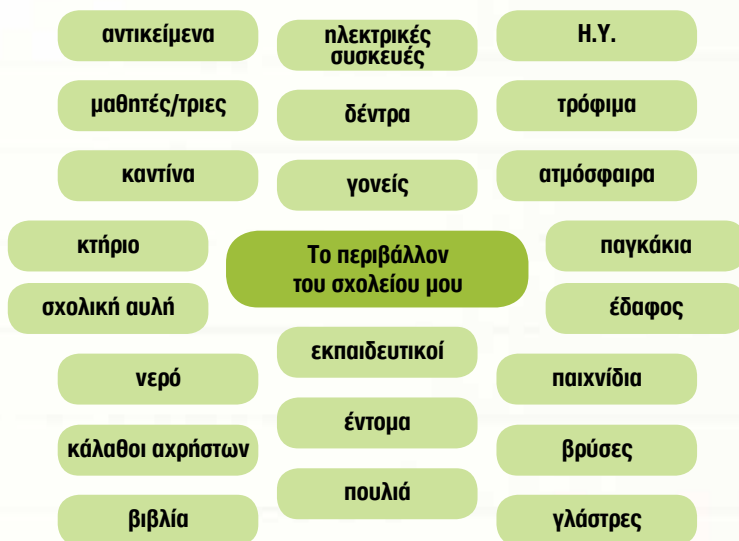 αντικείμενα
ηλεκτρικές
συσκευές
Η.Υ.
μαθητές/τριες
δέντρα
τρόφιμα
καντίνα
γονείς
ατμόσφαιρα
κτήριο
Το περιβάλλον
του σχολείου μου
παγκάκια
σχολική αυλή
έδαφος
εκπαιδευτικοί
νερό
παιχνίδια
έντομα
κάλαθοι αχρήστων
βρύσες
πουλιά
βιβλία
γλάστρες